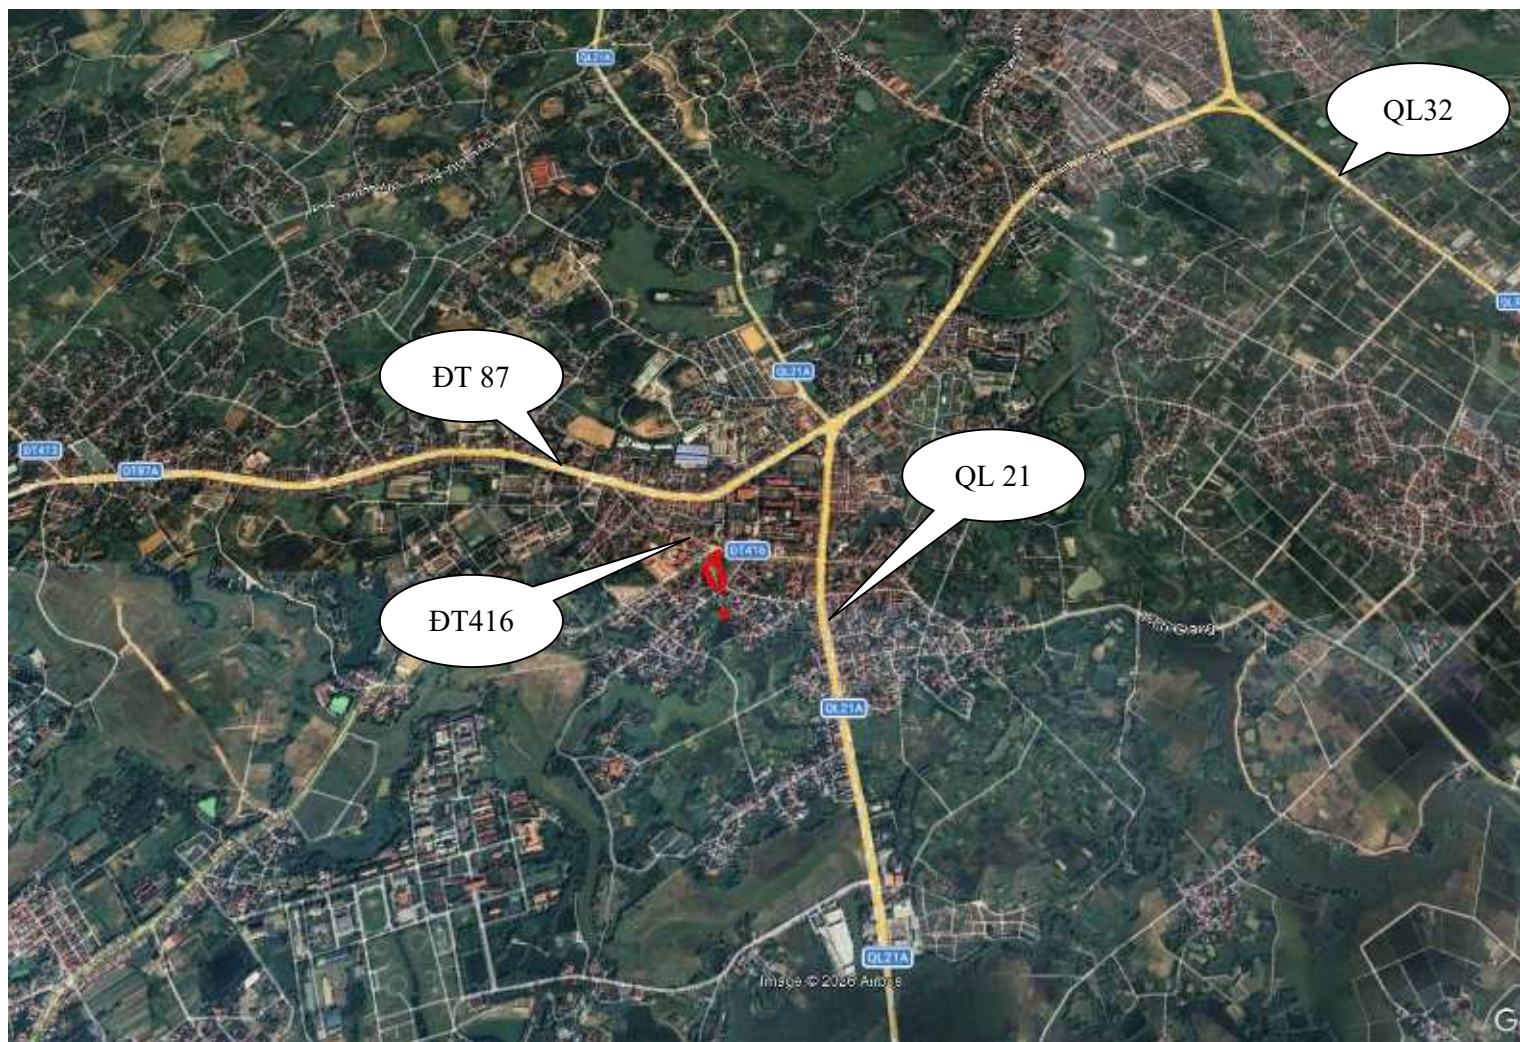 QL21A
QL32
QL21A
ĐT 87
ĐT413
ĐT87A
QL 21
ĐT416
ĐT416
QL21A
QL21A
Image © 2026 Airbus